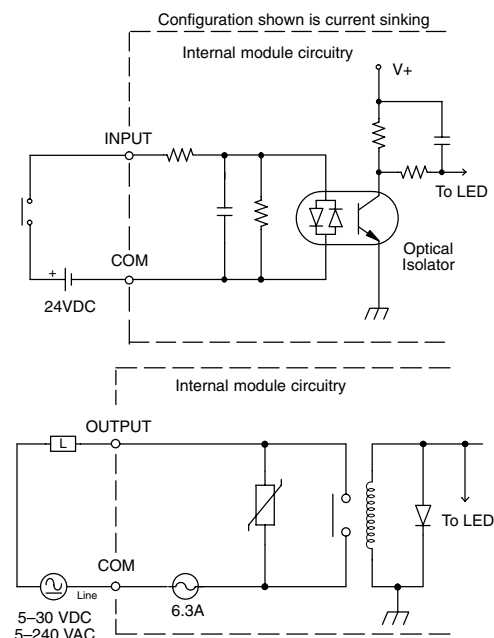 Configuration shown is current sinking
Internal module circuitry
V+
INPUT
To LED
+
COM
Optical
Isolator
24VDC
Internal module circuitry
OUTPUT
L
To LED
COM
Line
6.3A
5–30 VDC
5–240 VAC